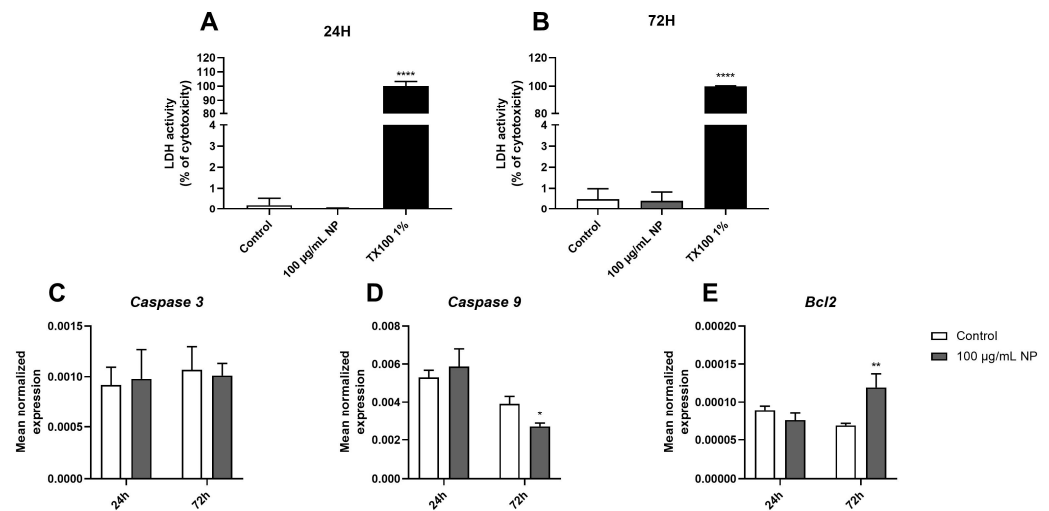 A
24H
LDH activity
(% of cytotoxicity)
120
110
100
90
80
4
3
2
1
0
****
Control
100 µg/mL NP
TX100 1%
B
72H
LDH activity
(% of cytotoxicity)
120
100
80
4
3
2
1
0
****
Control
100 µg/mL NP
TX100 1%
C
Caspase 3
Mean normalized
expression
0.0015
0.0010
0.0005
0.0000
24h
72h
D
Caspase 9
Mean normalized
expression
0.008
0.006
0.004
0.002
0.000
*
24h
72h
E
Bcl2
Mean normalized
expression
0.00020
0.00015
0.00010
0.00005
0.00000
**
24h
72h
Control
100 µg/mL NP